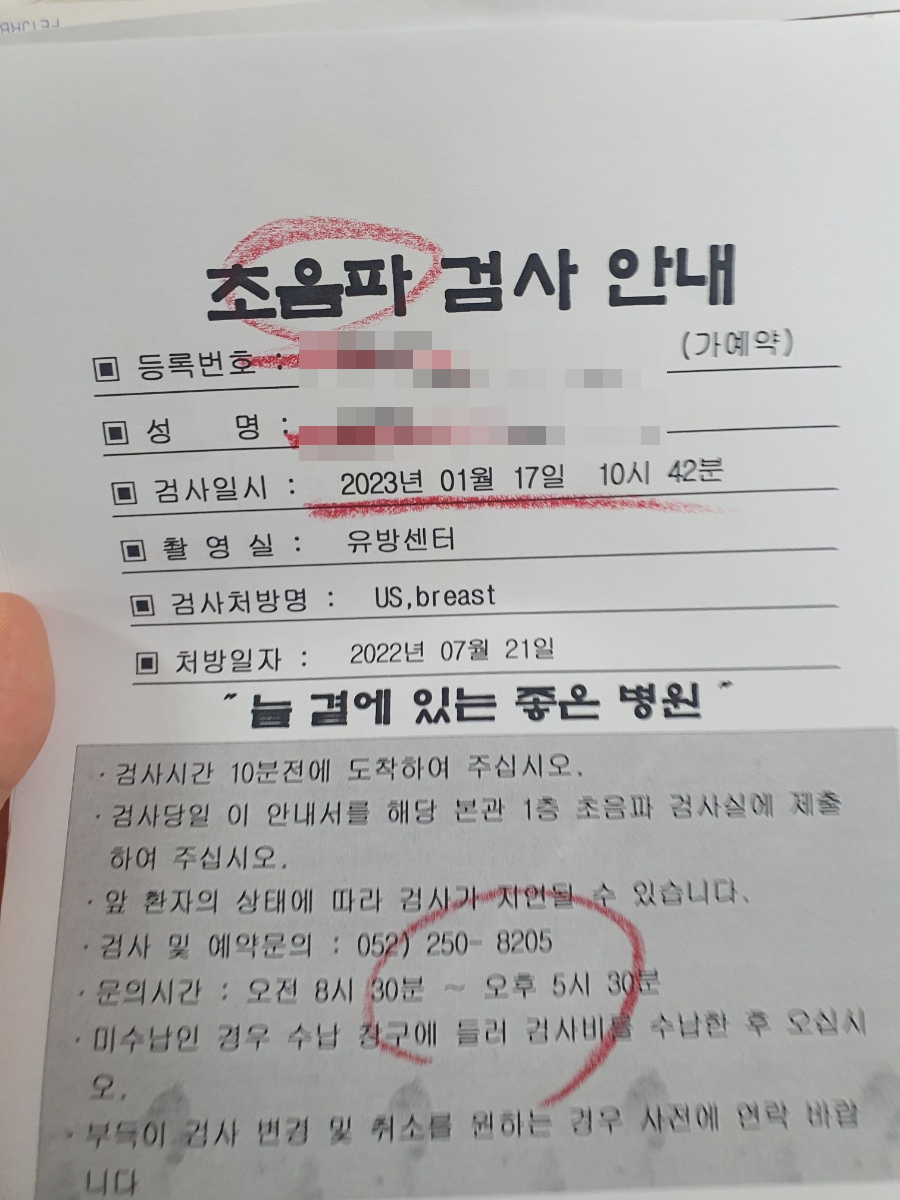 초음파 검사 안내
(가예약)
▣ 등록번호 :
▣ 성 명 :
▣ 검사일시 : 2023년 01월 17일 10시 42분
▣ 촬 영 실 : 유방센터
▣ 검사처방명 : US,breast
▣ 처방일자 : 2022년 07월 21일
" 늘 곁에 있는 좋은 병원 "
· 검사시간 10분전에 도착하여 주십시오.
· 검사당일 이 안내서를 해당 본관 1층 초음파 검사실에 제출
하여 주십시오.
· 앞 환자의 상태에 따라 검사가 지연될 수 있습니다.
· 검사 및 예약문의 : 052) 250- 8205
· 문의시간 : 오전 8시 30분 ~ 오후 5시 30분
· 미수납인 경우 수납 창구에 들러 검사비를 수납한 후 오십시
오.
· 부득이 검사 변경 및 취소를 원하는 경우 사전에 연락 바랍
니다